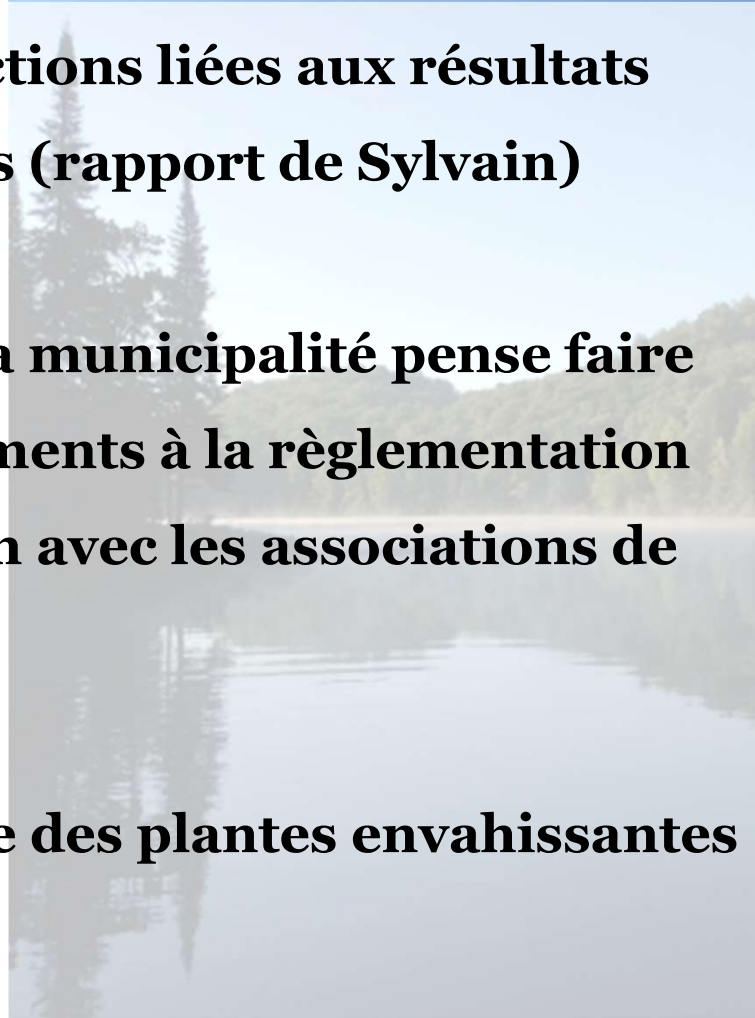 ctions liées aux résultats
s (rapport de Sylvain)
a municipalité pense faire
ments à la règlementation
n avec les associations de
e des plantes envahissantes